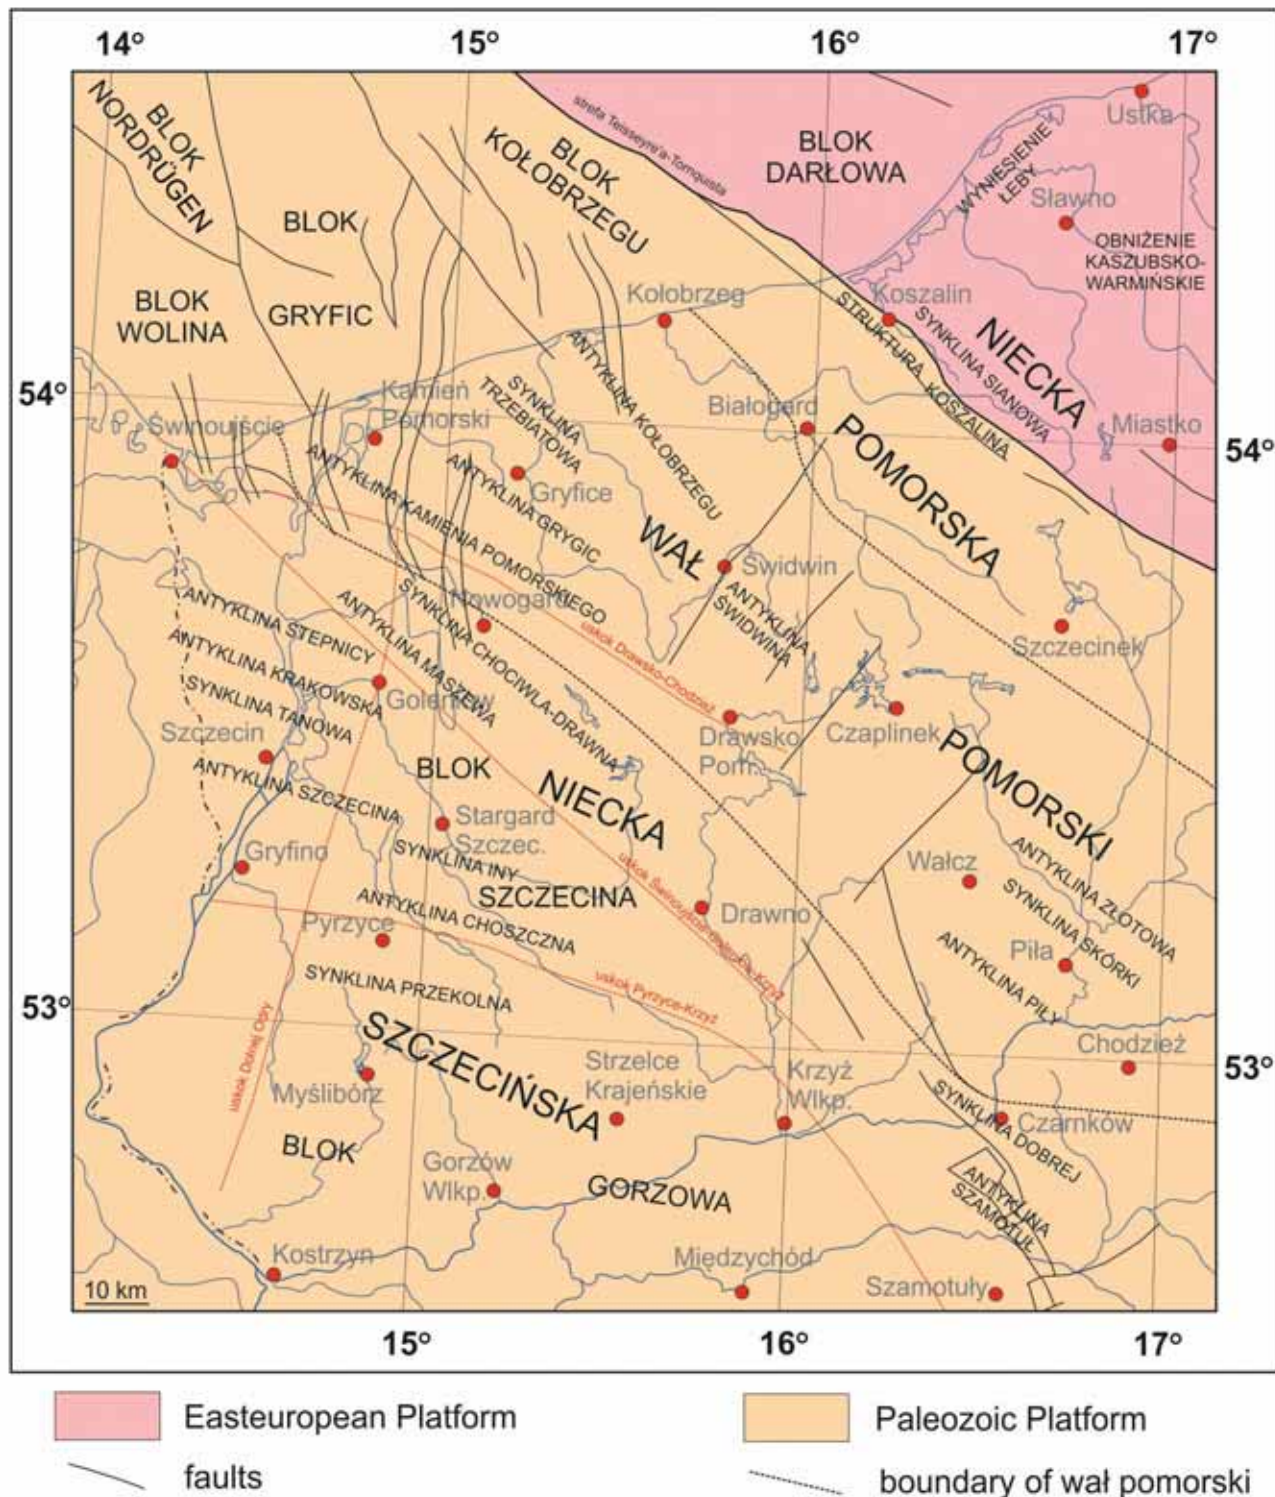 14°
15°
16°
17°
BLOK
NORDRÜGEN
BLOK
KOŁOBRZEGU
strefa Teisseyre'a-Tornquista
BLOK
DARŁOWA
Ustka
WYNIESIENIE
ŁEBY
Sławno
OBNIŻENIE
KASZUBSKO-
WARMIŃSKIE
BLOK
GRYFIC
BLOK
WOLINA
Kołobrzeg
Koszalin
STRUKTURA KOSZALINA
SYNKLINA SIANOWA
NIECKA
POMORSKA
54°
Świnoujście
Kamień
Pomorski
SYNKLINA
TRZEBIATOWA
ANTYKLINA KOŁOBRZEGU
Białogard
Miastko
54°
ANTYKLINA KAMIENIA POMORSKIEGO
ANTYKLINA GRYGIC
Gryfice
WAŁ
POMORSKI
Świdwin
ANTYKLINA
ŚWIDWINA
Szczecinek
Nowogard
uskok Drawsko-Chodzież
ANTYKLINA STEPNICY
ANTYKLINA MASZEWA
SYNKLINA CHOCIWLA-DRAWNA
ANTYKLINA KRAKOWSKA
SYNKLINA TANOWA
Goleniów
Szczecin
Drawsko
Pom.
Czaplinek
ANTYKLINA SZCZECINA
BLOK
SZCZECINA
NIECKA
SZCZECIŃSKA
Stargard
Szczec.
Gryfino
SYNKLINA INY
Wałcz
ANTYKLINA ZŁOTOWA
SYNKLINA SKÓRKI
ANTYKLINA PIŁY
Piła
ANTYKLINA CHOSZCZNA
Pyrzyce
Drawno
SYNKLINA PRZEKOLNA
uskok Pyrzyce-Krzyż
53°
uskok Dolnej Odry
Myślibórz
Strzelce
Krajeńskie
Krzyż
Wlkp.
Chodzież
53°
SYNKLINA DOBREJ
Czarnków
BLOK
GORZOWA
Gorzów
Wlkp.
ANTYKLINA
SZAMOTUŁ
Kostrzyn
Międzychód
Szamotuły
10 km
15°
16°
17°
Easteuropean Platform
Paleozoic Platform
faults
boundary of wał pomorski